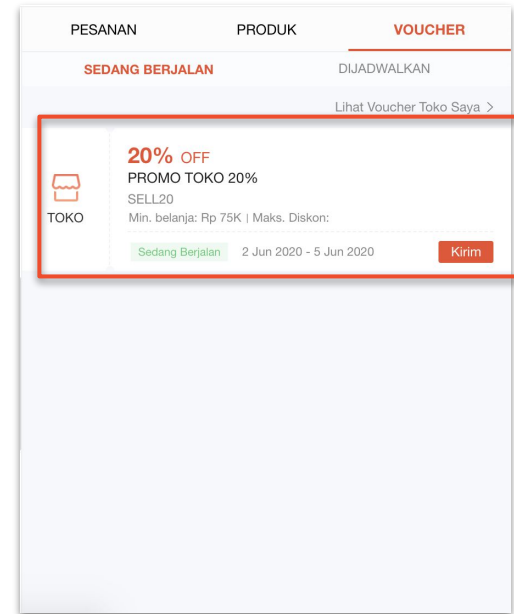 PESANAN PRODUK VOUCHER
SEDANG BERJALAN DIJADWALKAN
Lihat Voucher Toko Saya >
20% OFF
PROMO TOKO 20%
SELL20
TOKO
Min. belanja: Rp 75K | Maks. Diskon:
Sedang Berjalan 2 Jun 2020 - 5 Jun 2020 Kirim